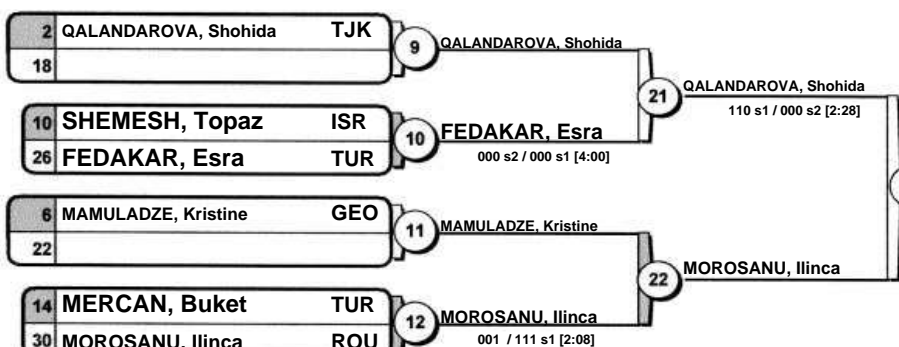 2 QALANDAROVA, Shohida TJK
18
9
QALANDAROVA, Shohida
10 SHEMESH, Topaz ISR
26 FEDAKAR, Esra TUR
10
FEDAKAR, Esra
000 s2 / 000 s1 [4:00]
21
QALANDAROVA, Shohida
110 s1 / 000 s2 [2:28]
6 MAMULADZE, Kristine GEO
22
11
MAMULADZE, Kristine
14 MERCAN, Buket TUR
30 MOROSANU, Ilinca ROU
12
MOROSANU, Ilinca
001 / 111 s1 [2:08]
22
MOROSANU, Ilinca